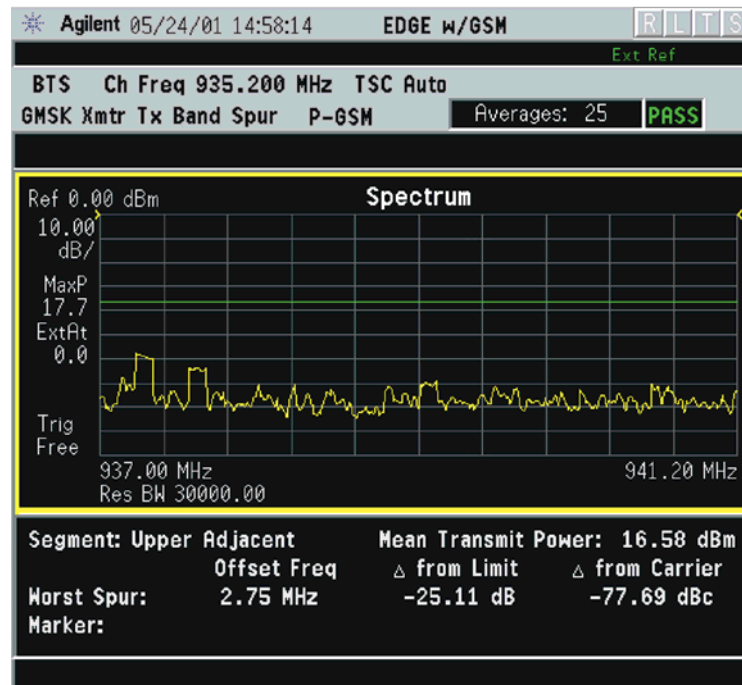 Agilent 05/24/01 14:58:14 EDGE w/GSM R L T S
Ext Ref
BTS Ch Freq 935.200 MHz TSC Auto
GMSK Xmtr Tx Band Spur P-GSM Averages: 25 PASS
Ref 0.00 dBm Spectrum
10.00
dB/
MaxP
17.7
ExtAt
0.0
Trig
Free
937.00 MHz 941.20 MHz
Res BW 30000.00
Segment: Upper Adjacent Mean Transmit Power: 16.58 dBm
Offset Freq △ from Limit △ from Carrier
Worst Spur: 2.75 MHz -25.11 dB -77.69 dBc
Marker: